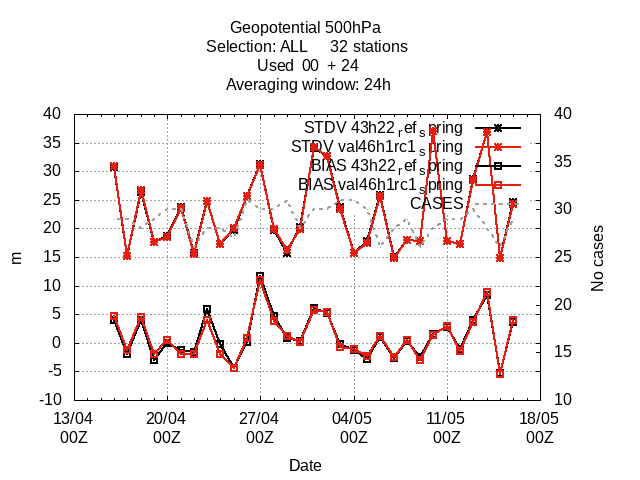 Geopotential 500hPa
Selection: ALL 32 stations
Used 00 + 24
Averaging window: 24h
STDV 43h22_ref_spring
STDV val46h1rc1_spring
BIAS 43h22_ref_spring
BIAS val46h1rc1_spring
CASES
40
35
30
25
20
15
10
5
0
-5
-10
m
40
35
30
25
20
15
10
No cases
13/04 20/04 27/04 04/05 11/05 18/05
00Z 00Z 00Z 00Z 00Z 00Z
Date